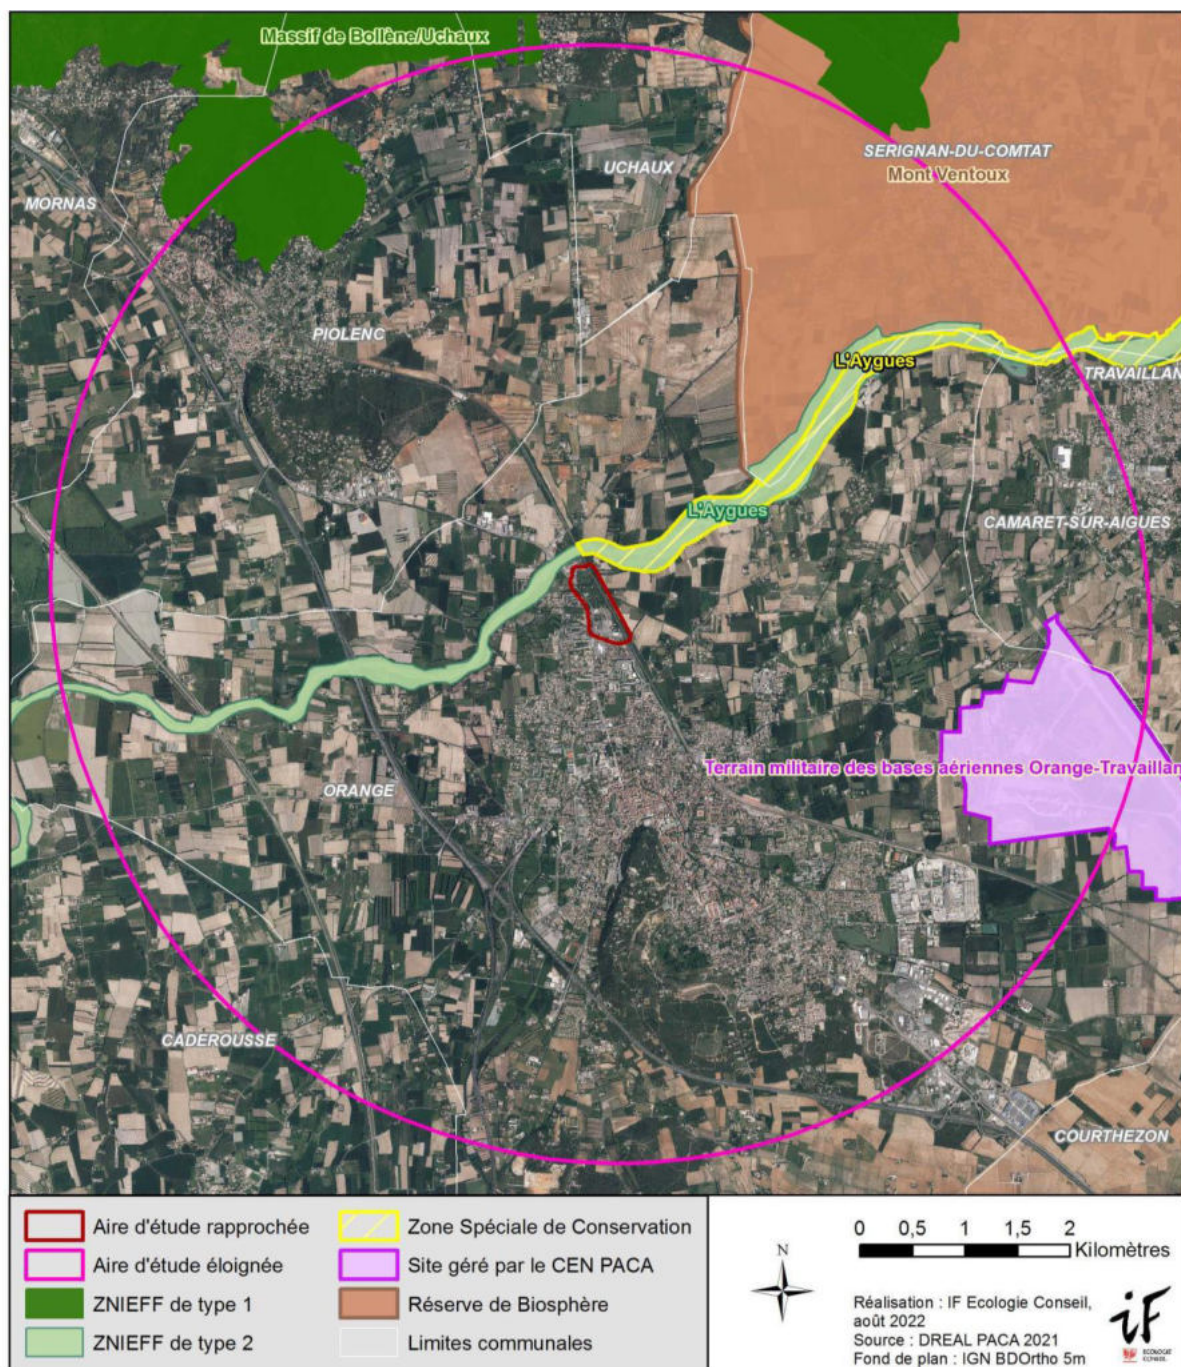 Massif de Bollène/Uchaux
UCHAUX
SERIGNAN-DU-COMTAT
Mont Ventoux
MORNAS
PIOLENC
L'Aygues
TRAVAILLAN
L'Aygues
CAMARET-SUR-AIGUES
Terrain militaire des bases aériennes Orange-Travaillan
ORANGE
CADEROUSSE
COURTHEZON
Aire d'étude rapprochée
Aire d'étude éloignée
ZNIEFF de type 1
ZNIEFF de type 2
Zone Spéciale de Conservation
Site géré par le CEN PACA
Réserve de Biosphère
Limites communales
N
0 0,5 1 1,5 2
Kilomètres
Réalisation : IF Ecologie Conseil,
août 2022
Source : DREAL PACA 2021
Fond de plan : IGN BDOrtho 5m
iF
ECOLOGIE
CONSEIL